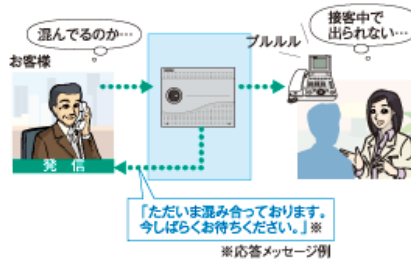 混んでるのか…
お客様
発信
プルルル
接客中で
出られない…
「ただいま混み合っております。
今しばらくお待ちください。」※
※応答メッセージ例